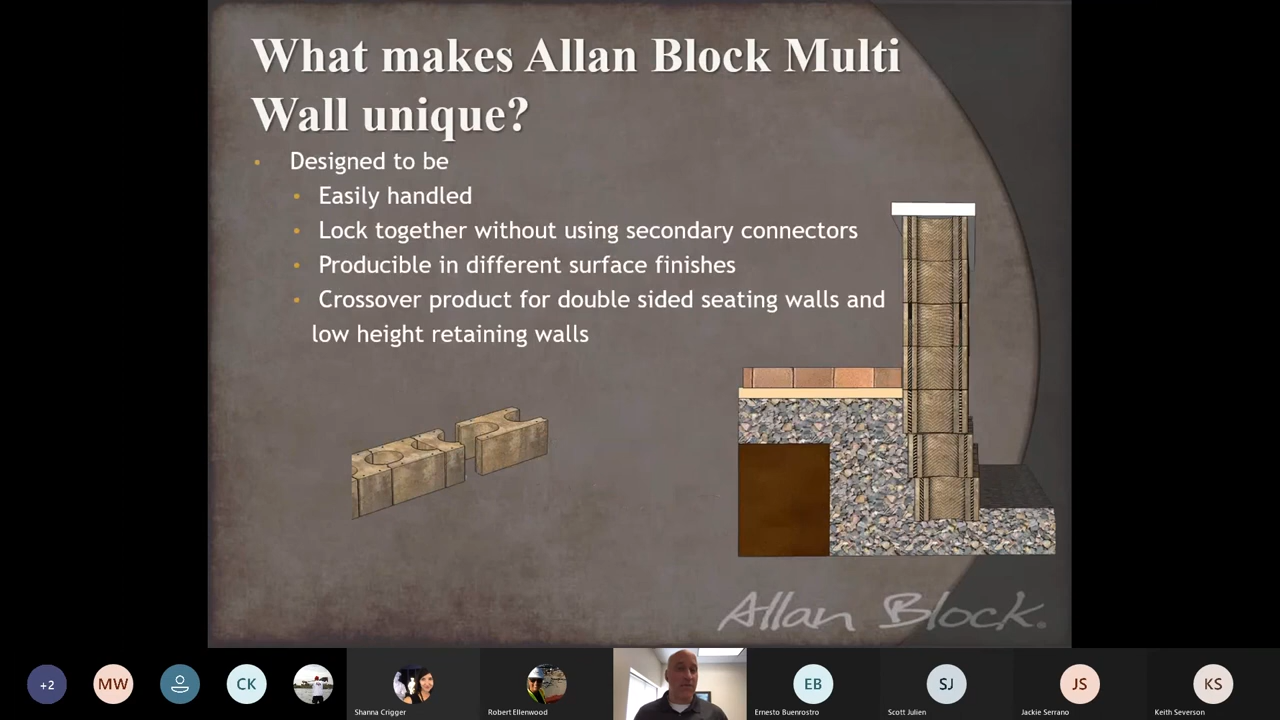 What makes Allan Block Multi
Wall unique?
• Designed to be
• Easily handled
• Lock together without using secondary connectors
• Producible in different surface finishes
• Crossover product for double sided seating walls and
low height retaining walls
Allan Block.
+2
MW
CK
Shanna Crigger
Robert Ellenwood
EB
Ernesto Buenrostro
SJ
Scott Julien
JS
Jackie Serrano
KS
Keith Severson